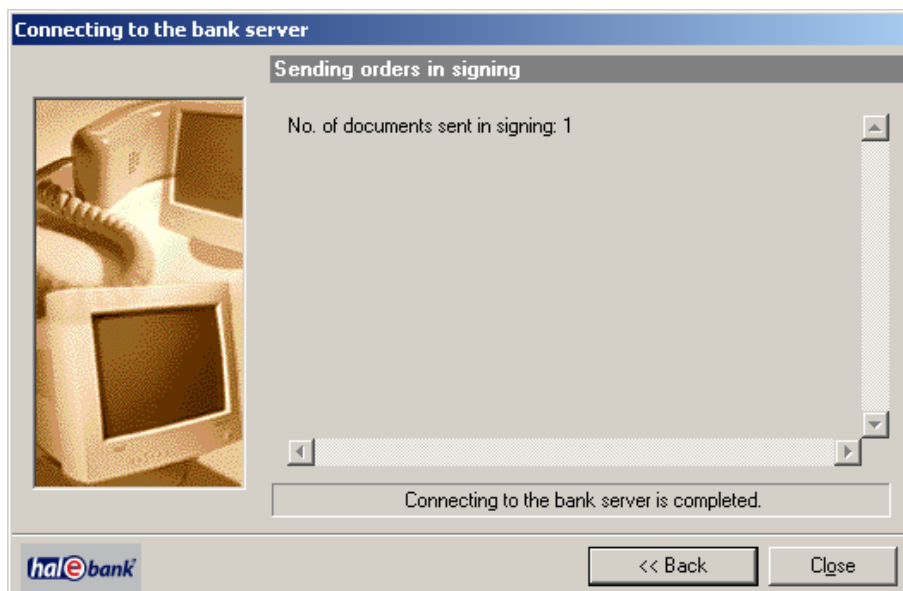 Connecting to the bank server
Sending orders in signing
No. of documents sent in signing: 1
Connecting to the bank server is completed.
hal@bank
<< Back
Close